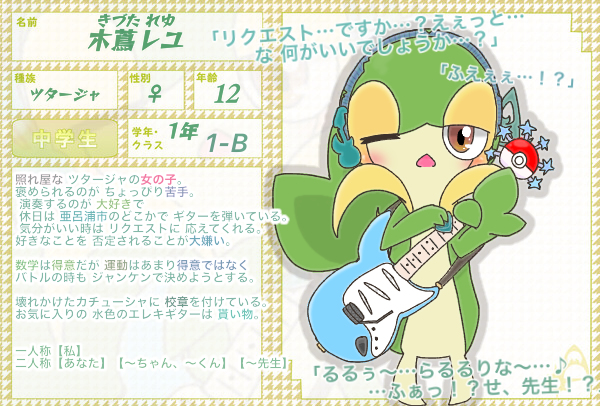 「リクエスト…ですか…？えぇっと…
な 何がいいでしょうか…？」
「ふえぇぇ…！？」
名前
きづた れゆ
木蔦レユ
種族
ツタージャ
性別
♀
年齢
12
中学生
学年・クラス
1年
1-B
照れ屋な ツタージャの女の子。
褒められるのが ちょっぴり苦手。
演奏するのが 大好きで
休日は 亜呂浦市のどこかで ギターを弾いている。
気分がいい時は リクエストに 応えてくれる。
好きなことを 否定されることが大嫌い。
数学は得意だが 運動はあまり得意ではなく
バトルの時も ジャンケンで決めようとする。
壊れかけたカチューシャに 校章を付けている。
お気に入りの 水色のエレキギターは 貰い物。
一人称【私】
二人称【あなた】【～ちゃん、～くん】【～先生】
「るるぅ～…らるるりな～…♪
…ふぁっ！？せ、先生！？」